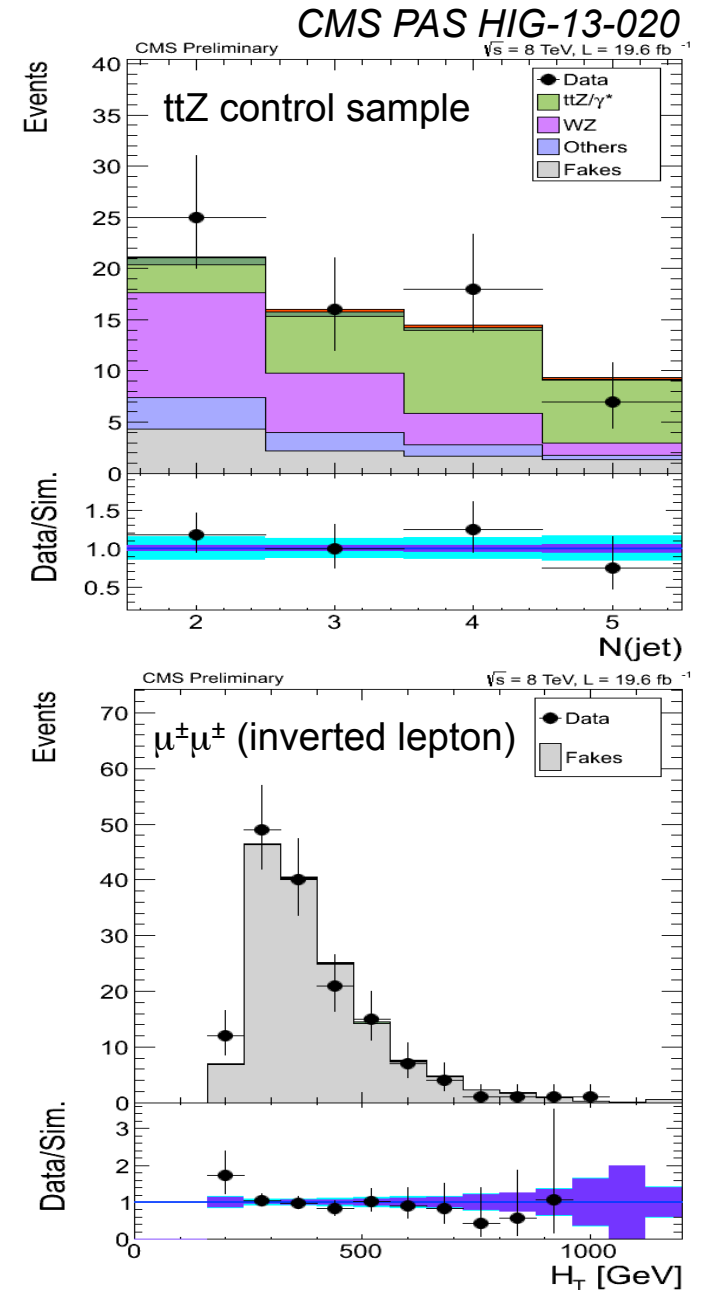 CMS PAS HIG-13-020
CMS Preliminary
√s = 8 TeV, L = 19.6 fb⁻¹
Events
40
35
30
25
20
15
10
5
0
ttZ control sample
Data
ttZ/γ*
WZ
Others
Fakes
Data/Sim.
1.5
1.0
0.5
2 3 4 5
N(jet)
CMS Preliminary
√s = 8 TeV, L = 19.6 fb⁻¹
Events
70
60
50
40
30
20
10
0
μ±μ± (inverted lepton)
Data
Fakes
Data/Sim.
3
2
1
0
0 500 1000
H_T [GeV]